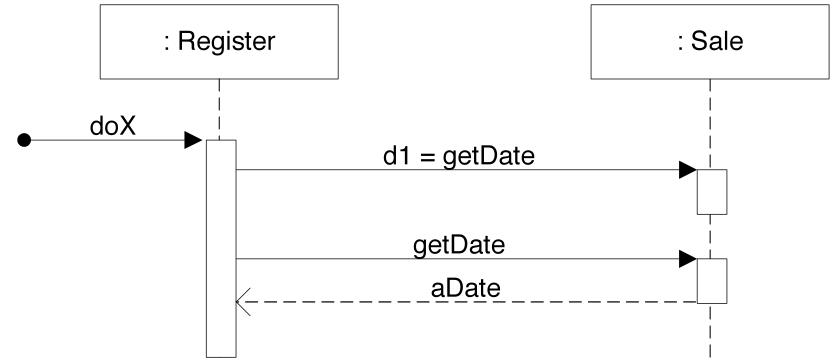 : Register
: Sale
doX
d1 = getDate
getDate
aDate